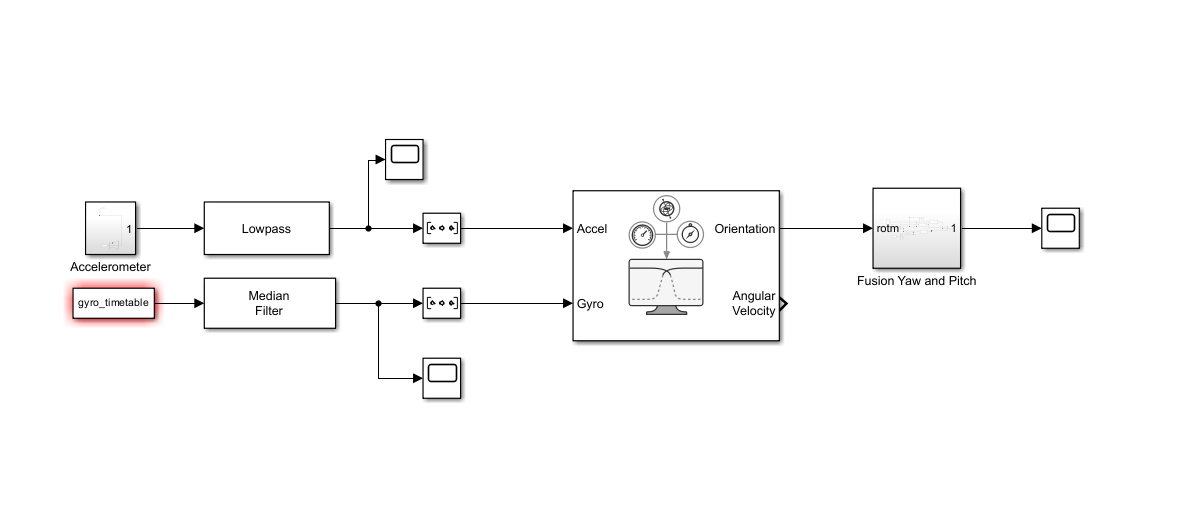 1
Accelerometer
Lowpass
gyro_timetable
Median
Filter
Accel
Gyro
Orientation
Angular
Velocity
rotm
1
Fusion Yaw and Pitch